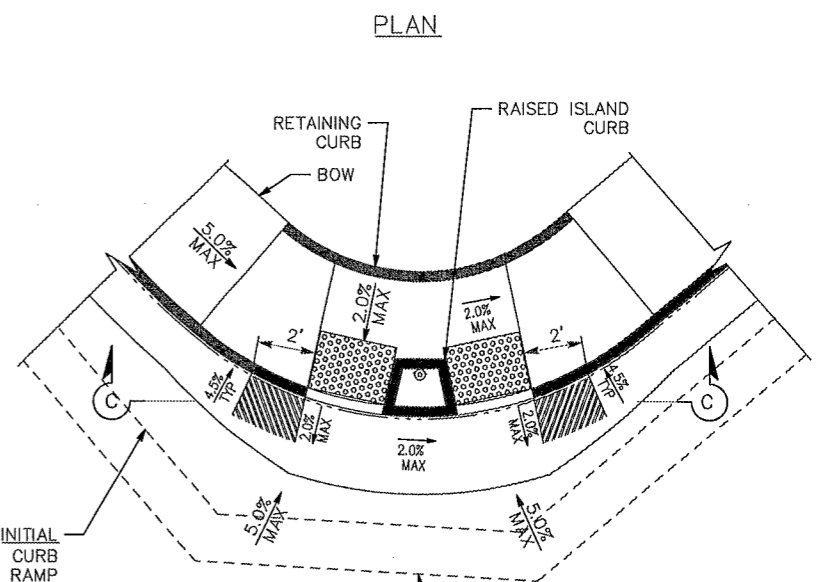 PLAN
RETAINING
CURB
RAISED ISLAND
CURB
BOW
5.0%
MAX
2.0%
MAX
2.0%
MAX
2'
2'
4.5%
TYP
4.5%
TYP
C
C
2.0%
MAX
2.0%
MAX
2.0%
MAX
5.0%
MAX
5.0%
MAX
INITIAL
CURB
RAMP